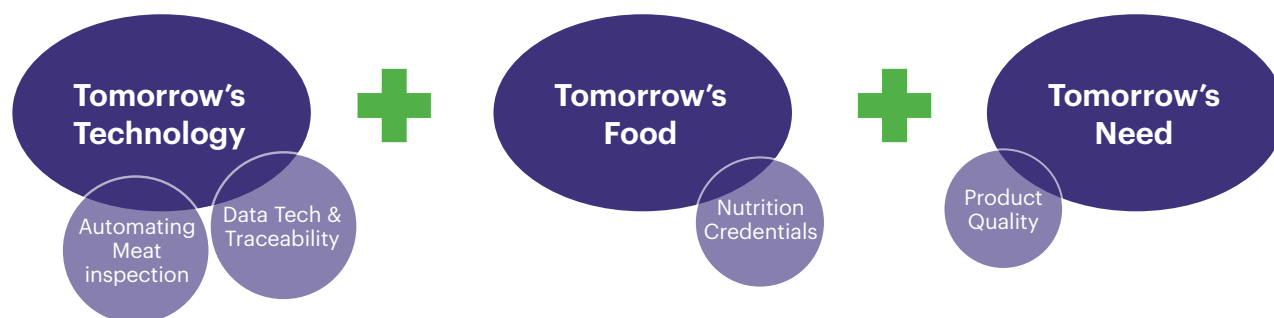 Tomorrow’s
Technology
Tomorrow’s
Food
Tomorrow’s
Need
Automating
Meat
inspection
Data Tech &
Traceability
Nutrition
Credentials
Product
Quality